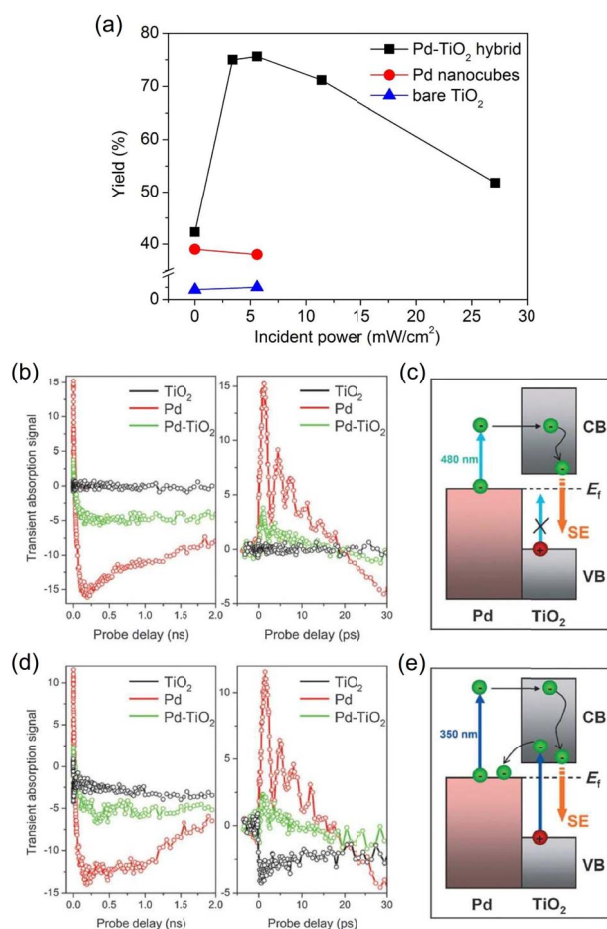 (a)
Pd-TiO₂ hybrid
Pd nanocubes
bare TiO₂
Yield (%)
80
70
60
50
40
0
0 5 10 15 20 25 30
Incident power (mW/cm²)
(b)
TiO₂
Pd
Pd-TiO₂
Transient absorption signal
15
10
5
0
-5
-10
-15
0.0 0.5 1.0 1.5 2.0
Probe delay (ns)
TiO₂
Pd
Pd-TiO₂
15
10
5
0
-5
0 10 20 30
Probe delay (ps)
(c)
CB
480 nm
Ef
SE
VB
Pd TiO₂
(d)
TiO₂
Pd
Pd-TiO₂
Transient absorption signal
10
5
0
-5
-10
-15
0.0 0.5 1.0 1.5 2.0
Probe delay (ns)
TiO₂
Pd
Pd-TiO₂
10
5
0
-5
0 10 20 30
Probe delay (ps)
(e)
CB
350 nm
Ef
SE
VB
Pd TiO₂